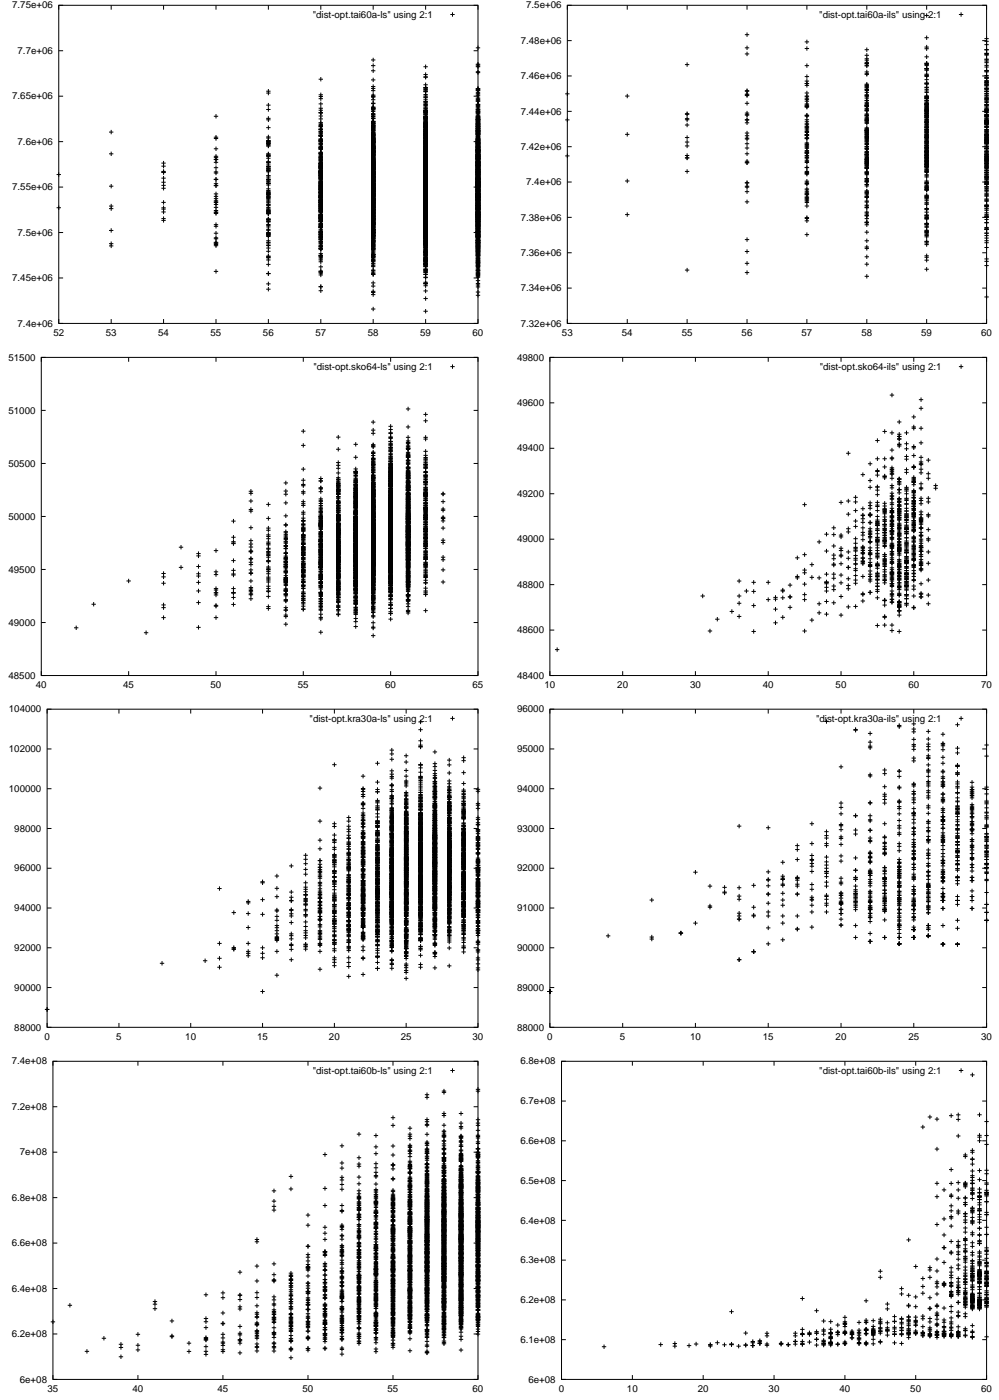 7.75e+06
7.7e+06
7.65e+06
7.6e+06
7.55e+06
7.5e+06
7.45e+06
7.4e+06
52 53 54 55 56 57 58 59 60
"dist-opt.tai60a-ls" using 2:1
7.5e+06
7.48e+06
7.46e+06
7.44e+06
7.42e+06
7.4e+06
7.38e+06
7.36e+06
7.34e+06
7.32e+06
53 54 55 56 57 58 59 60
"dist-opt.tai60a-ils" using 2:1
51500
51000
50500
50000
49500
49000
48500
40 45 50 55 60 65
"dist-opt.sko64-ls" using 2:1
49800
49600
49400
49200
49000
48800
48600
48400
10 20 30 40 50 60 70
"dist-opt.sko64-ils" using 2:1
104000
102000
100000
98000
96000
94000
92000
90000
88000
0 5 10 15 20 25 30
"dist-opt.kra30a-ls" using 2:1
96000
95000
94000
93000
92000
91000
90000
89000
88000
0 5 10 15 20 25 30
"dist-opt.kra30a-ils" using 2:1
7.4e+08
7.2e+08
7e+08
6.8e+08
6.6e+08
6.4e+08
6.2e+08
6e+08
35 40 45 50 55 60
"dist-opt.tai60b-ls" using 2:1
6.8e+08
6.7e+08
6.6e+08
6.5e+08
6.4e+08
6.3e+08
6.2e+08
6.1e+08
6e+08
0 10 20 30 40 50 60
"dist-opt.tai60b-ils" using 2:1